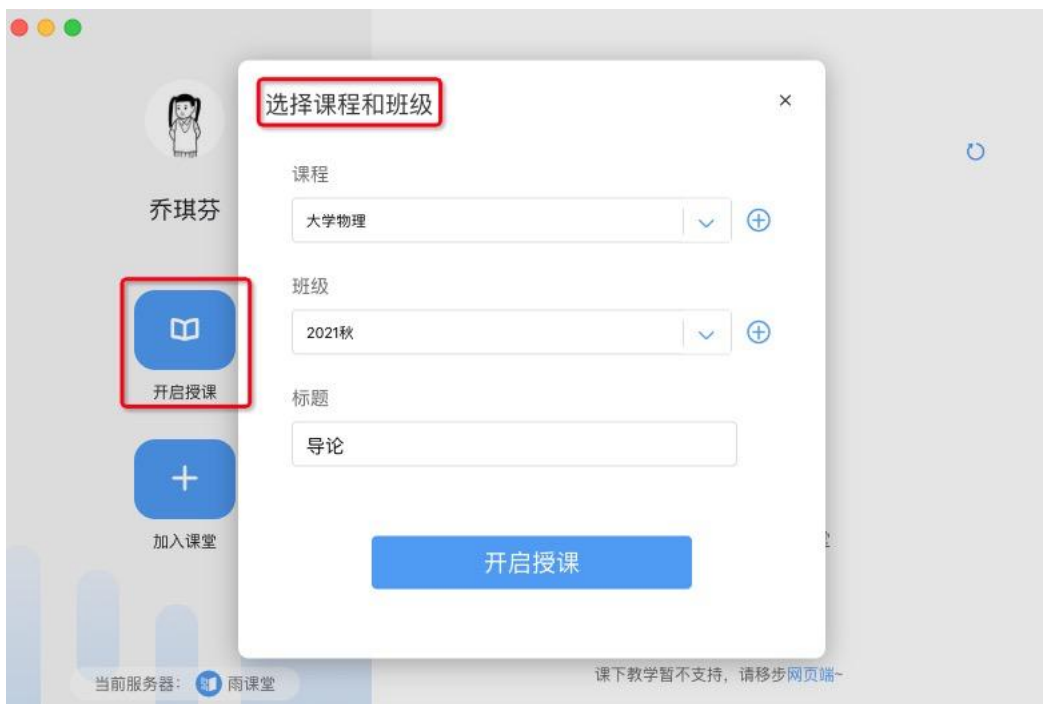 选择课程和班级
×
课程
乔琪芬
大学物理
班级
2021秋
开启授课
标题
导论
加入课堂
开启授课
当前服务器: 雨课堂
课下教学暂不支持, 请移步网页端~